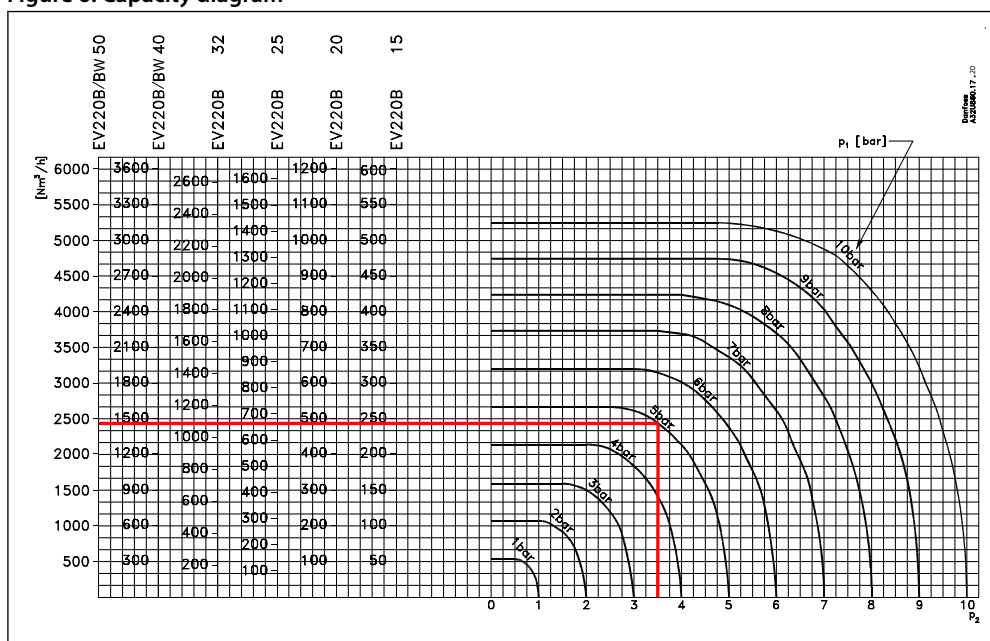 Figure 6. Capacity diagram
EV220B/BW 50
EV220B/BW 40
EV220B 32
EV220B 25
EV220B 20
EV220B 15
Danfoss
A32U880.17.20
p₁ [bar]
[Nm³/h]
6000 3600 2600 1600 1200 600
5500 3300 2400 1500 1100 550
5000 3000 2200 1400 1000 500
4500 2700 2000 1300 900 450
1200
4000 2400 1800 1100 800 400
3500 2100 1600 1000 700 350
900
3000 1800 1400 800 600 300
2500 1500 1200 700 500 250
1000 600
2000 1200 800 500 400 200
1500 900 600 400 300 150
1000 600 400 300 200 100
200
500 300 200 100 100 50
10bar
9bar
8bar
7bar
6bar
5bar
4bar
3bar
2bar
1bar
0 1 2 3 4 5 6 7 8 9 10
p₂